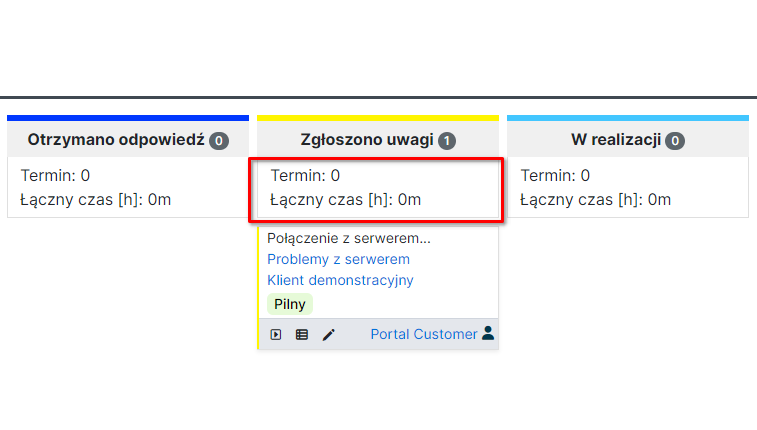 Otrzymano odpowiedź 0
Termin: 0
Łączny czas [h]: 0m
Zgłoszono uwagi 1
Termin: 0
Łączny czas [h]: 0m
Połączenie z serwerem...
Problemy z serwerem
Klient demonstracyjny
Pilny
Portal Customer
W realizacji 0
Termin: 0
Łączny czas [h]: 0m